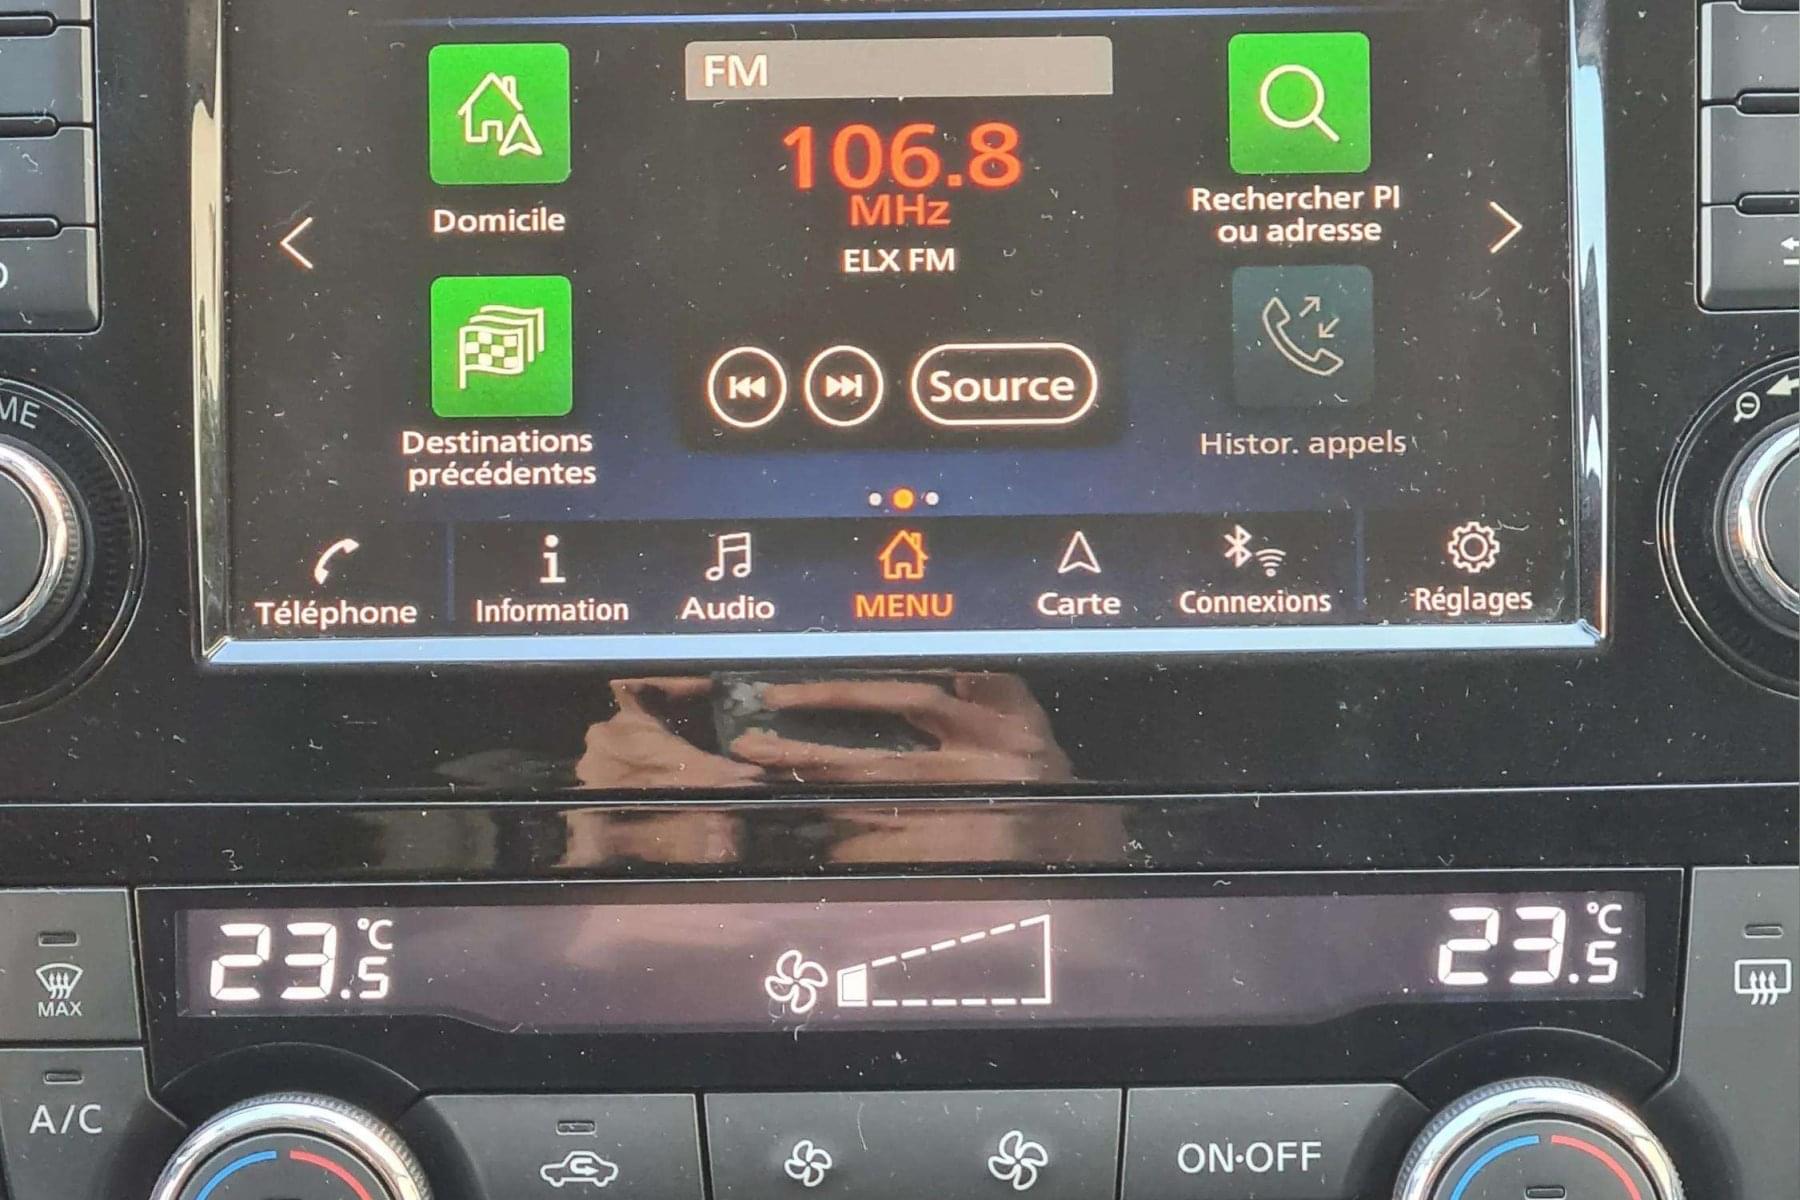 FM
106.8
MHz
ELX FM
Domicile
Rechercher PI
ou adresse
Source
Destinations
précédentes
Histor. appels
Téléphone
Information
Audio
MENU
Carte
Connexions
Réglages
23.5 °C
23.5 °C
MAX
A/C
ON•OFF